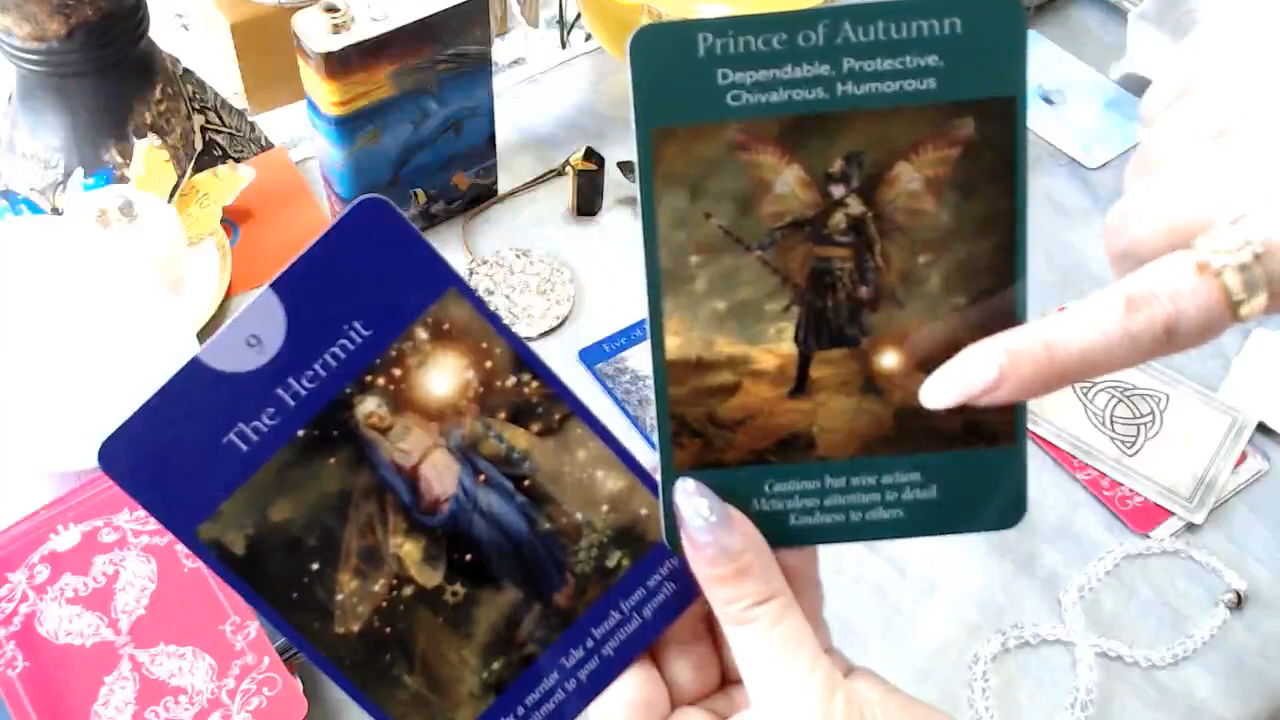 Prince of Autumn
Dependable, Protective,
Chivalrous, Humorous
Cautious but wise action.
Meticulous attention to detail.
Kindness to others.
9
The Hermit
a mentor. Take a break from society
to your spiritual growth
Five of